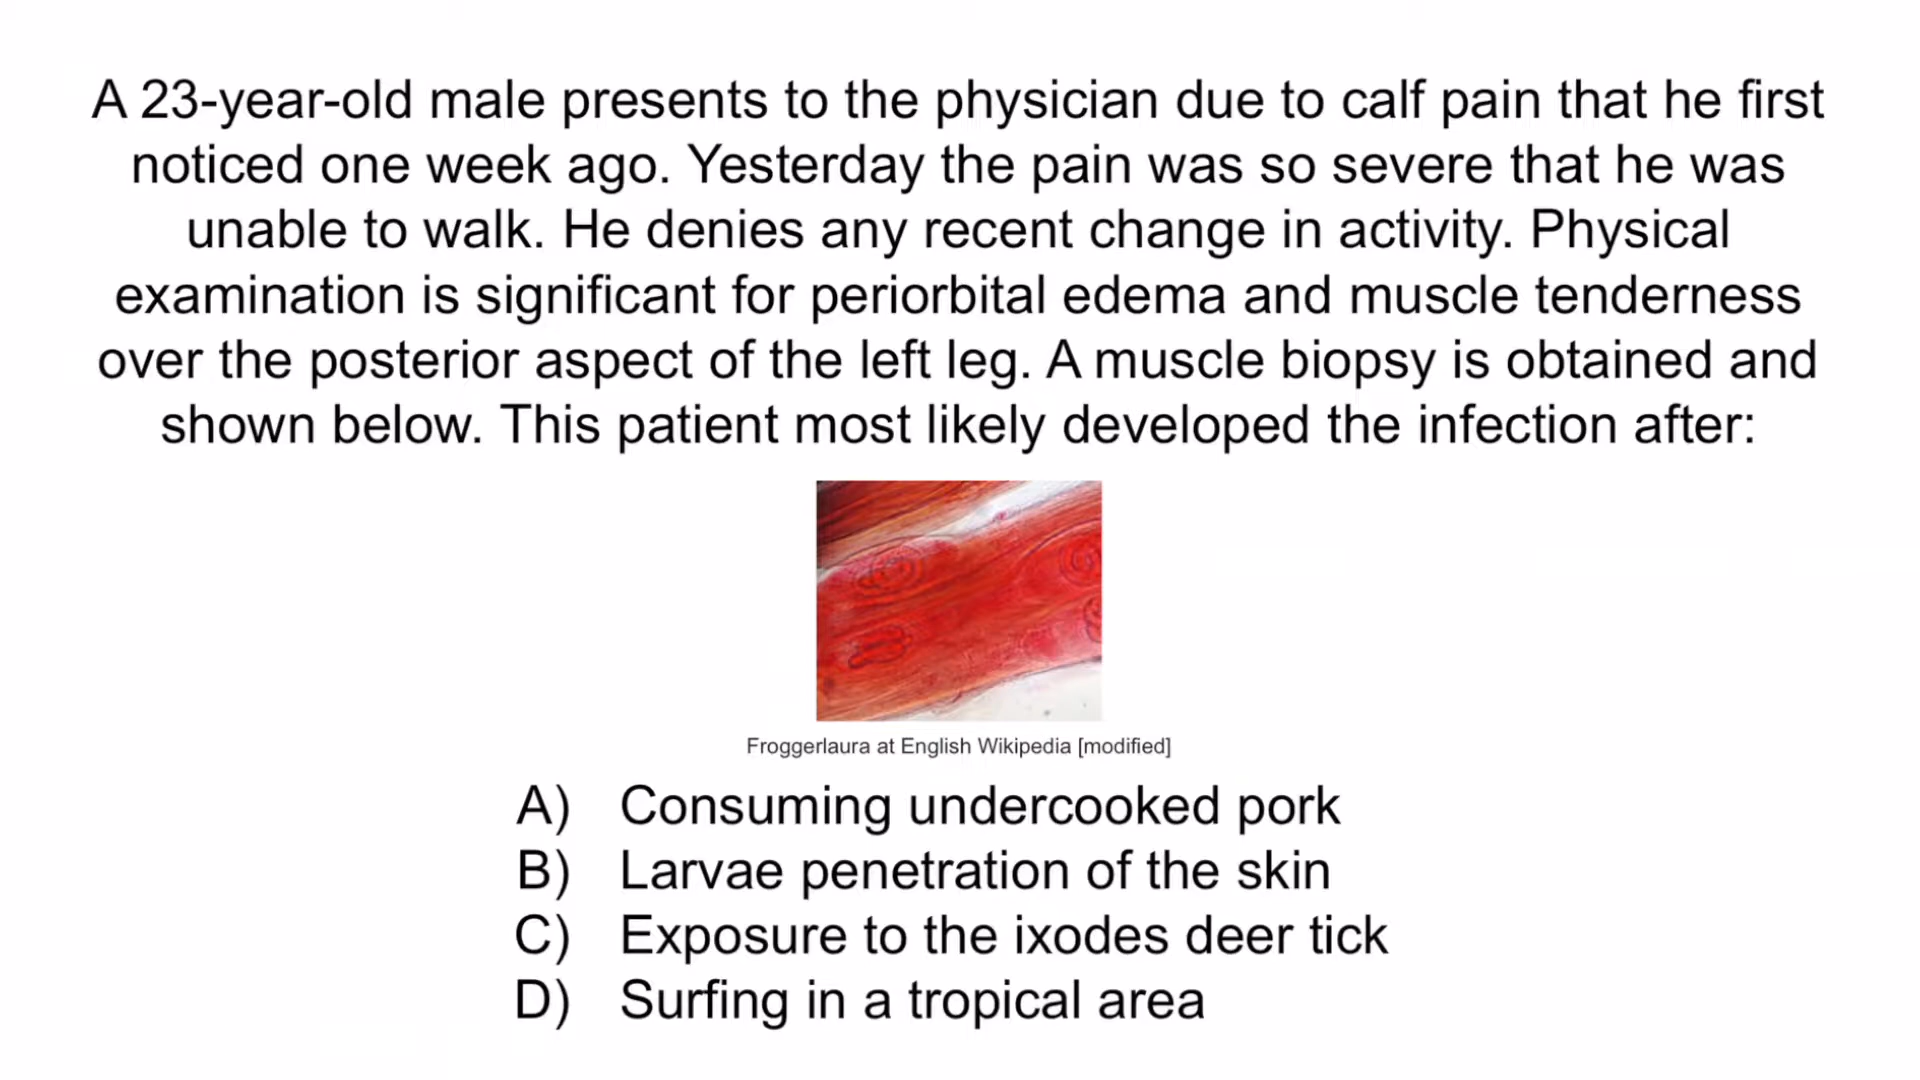 A 23-year-old male presents to the physician due to calf pain that he first
noticed one week ago. Yesterday the pain was so severe that he was
unable to walk. He denies any recent change in activity. Physical
examination is significant for periorbital edema and muscle tenderness
over the posterior aspect of the left leg. A muscle biopsy is obtained and
shown below. This patient most likely developed the infection after:
Froggerlaura at English Wikipedia [modified]
A) Consuming undercooked pork
B) Larvae penetration of the skin
C) Exposure to the ixodes deer tick
D) Surfing in a tropical area